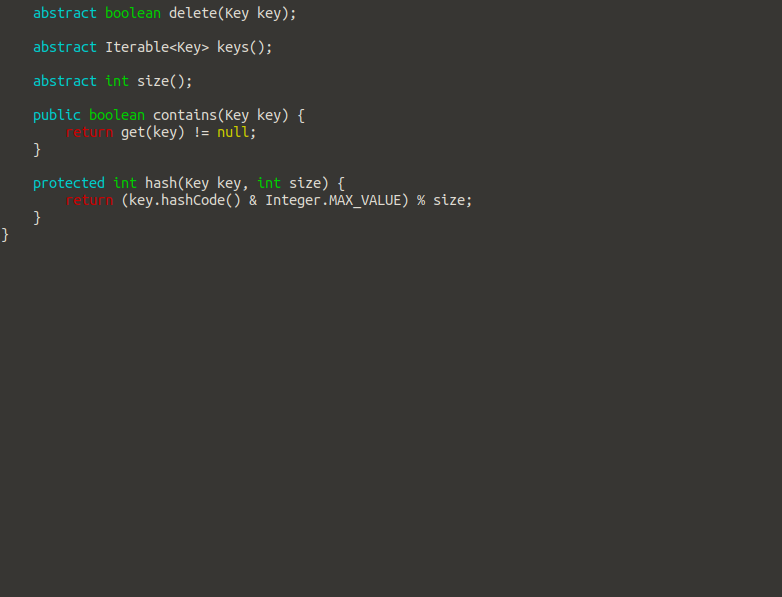 abstract boolean delete(Key key);
abstract Iterable<Key> keys();
abstract int size();
public boolean contains(Key key) {
return get(key) != null;
}
protected int hash(Key key, int size) {
return (key.hashCode() & Integer.MAX_VALUE) % size;
}
}